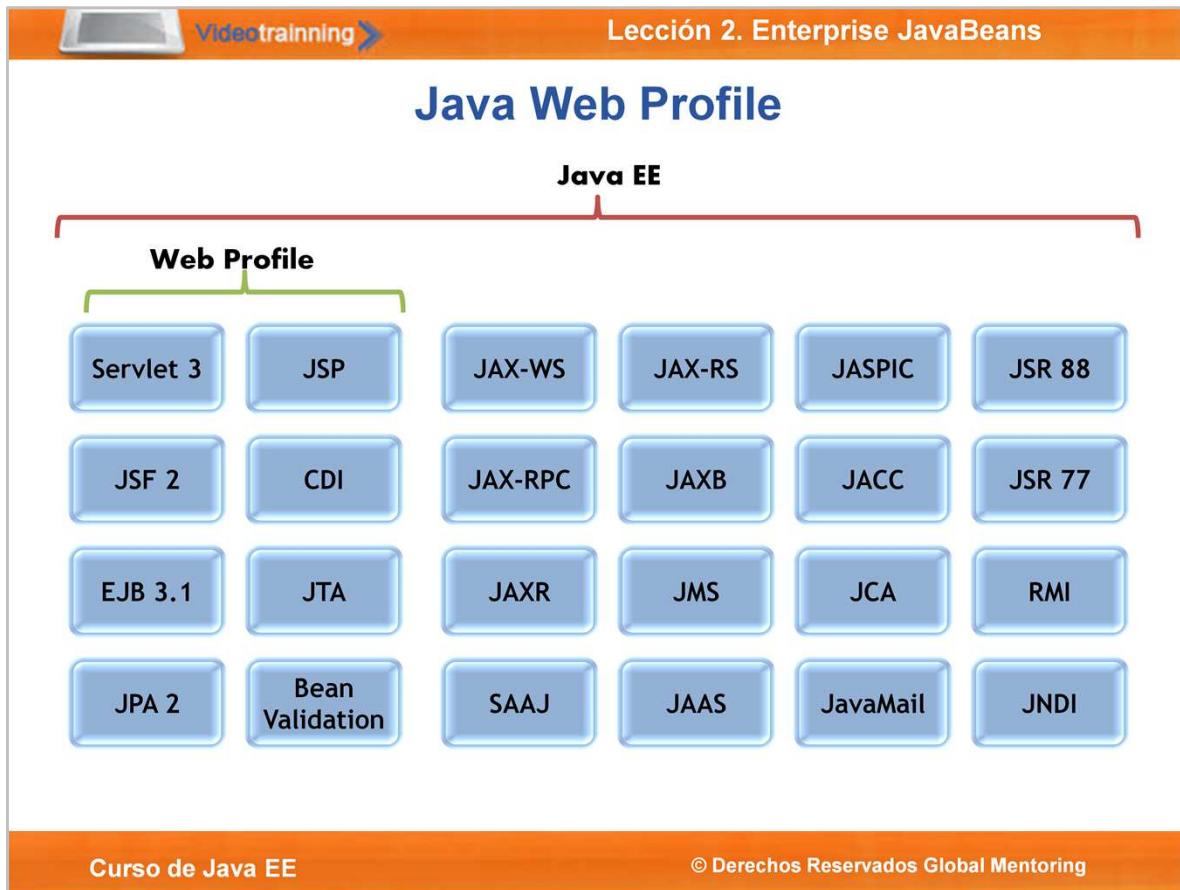 Videotrainning
Lección 2. Enterprise JavaBeans
Java Web Profile
Java EE
Web Profile
Servlet 3
JSP
JAX-WS
JAX-RS
JASPIC
JSR 88
JSF 2
CDI
JAX-RPC
JAXB
JACC
JSR 77
EJB 3.1
JTA
JAXR
JMS
JCA
RMI
JPA 2
Bean
Validation
SAAJ
JAAS
JavaMail
JNDI
Curso de Java EE
© Derechos Reservados Global Mentoring